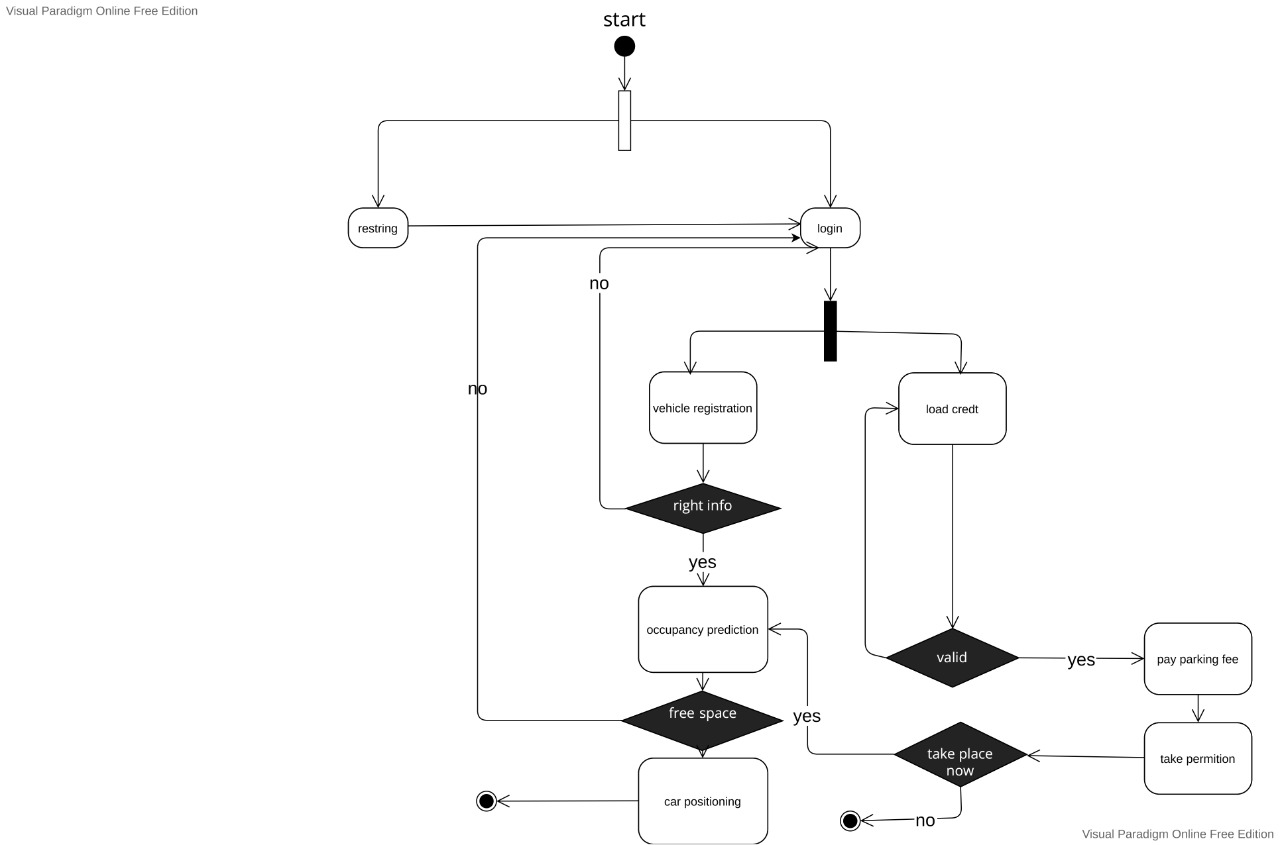 Visual Paradigm Online Free Edition
start
restring
login
no
no
vehicle registration
load credt
right info
yes
occupancy prediction
valid
yes
pay parking fee
free space
yes
take place
now
take permition
car positioning
no
Visual Paradigm Online Free Edition